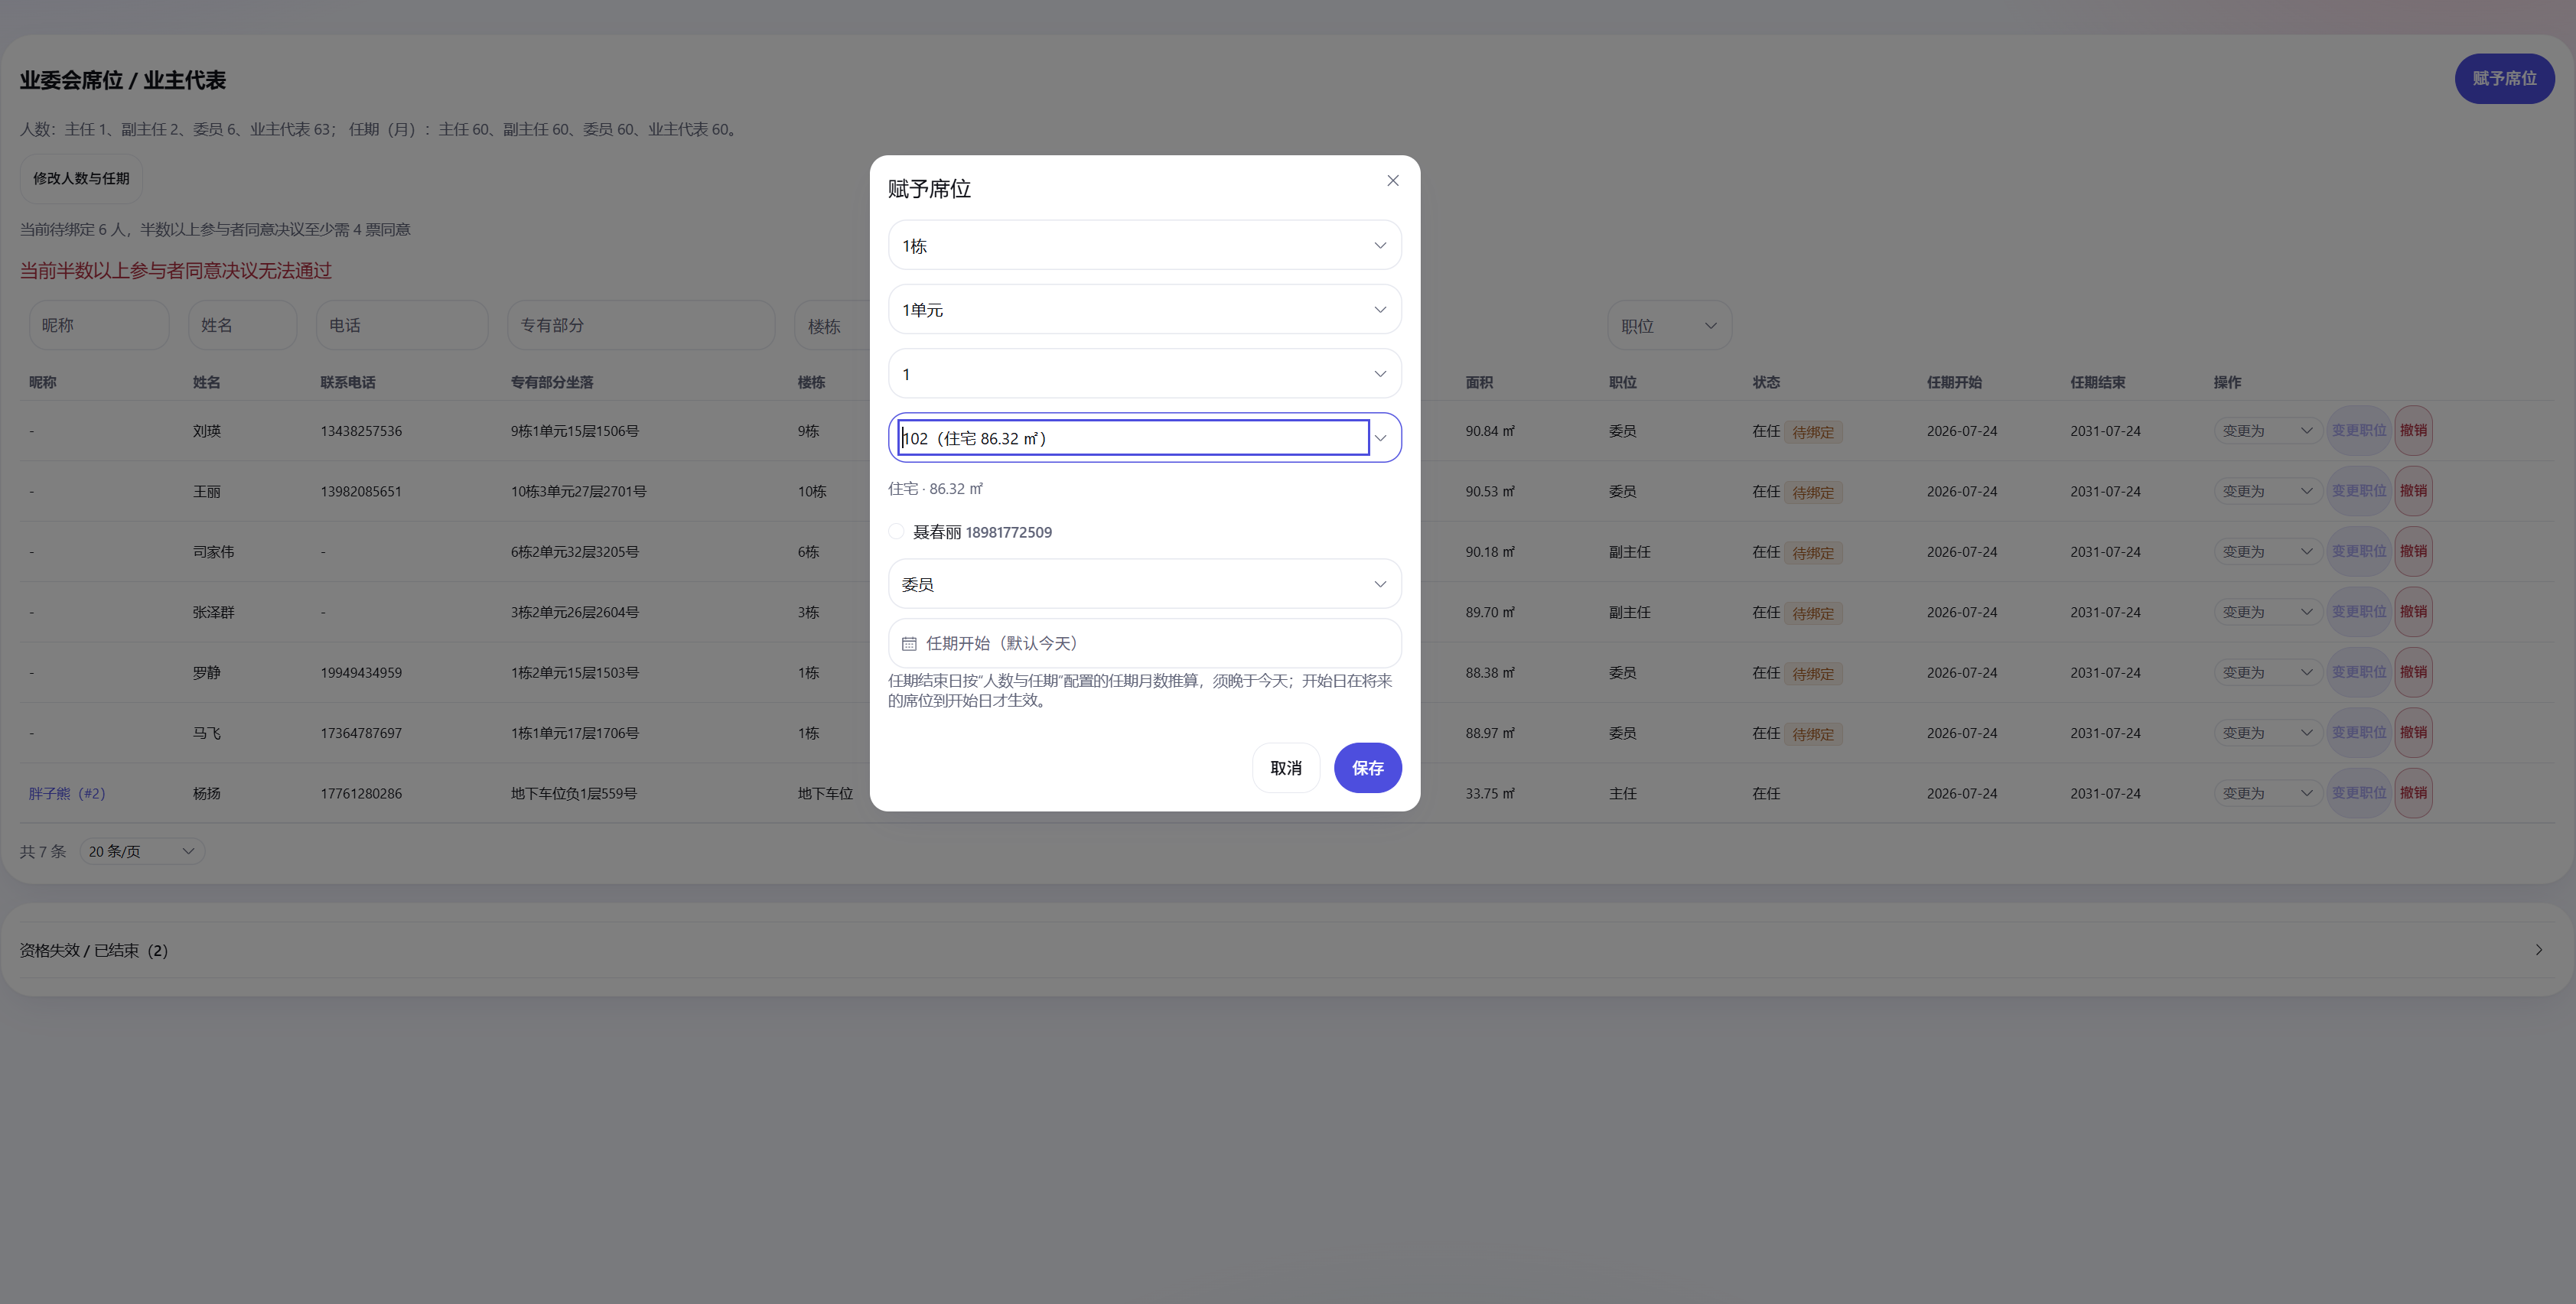 业委会席位 / 业主代表
赋予席位
人数：主任 1、副主任 2、委员 6、业主代表 63； 任期（月）：主任 60、副主任 60、委员 60、业主代表 60。
修改人数与任期
当前待绑定 6 人，半数以上参与者同意决议至少需 4 票同意
当前半数以上参与者同意决议无法通过
昵称 姓名 电话 专有部分 楼栋 职位
昵称 姓名 联系电话 专有部分坐落 楼栋 面积 职位 状态 任期开始 任期结束 操作
- 刘瑛 13438257536 9栋1单元15层1506号 9栋 90.84 ㎡ 委员 在任 待绑定 2026-07-24 2031-07-24 变更为 变更职位 撤销
- 王丽 13982085651 10栋3单元27层2701号 10栋 90.53 ㎡ 委员 在任 待绑定 2026-07-24 2031-07-24 变更为 变更职位 撤销
- 司家伟 - 6栋2单元32层3205号 6栋 90.18 ㎡ 副主任 在任 待绑定 2026-07-24 2031-07-24 变更为 变更职位 撤销
- 张泽群 - 3栋2单元26层2604号 3栋 89.70 ㎡ 副主任 在任 待绑定 2026-07-24 2031-07-24 变更为 变更职位 撤销
- 罗静 19949434959 1栋2单元15层1503号 1栋 88.38 ㎡ 委员 在任 待绑定 2026-07-24 2031-07-24 变更为 变更职位 撤销
- 马飞 17364787697 1栋1单元17层1706号 1栋 88.97 ㎡ 委员 在任 待绑定 2026-07-24 2031-07-24 变更为 变更职位 撤销
胖子熊（#2） 杨扬 17761280286 地下车位负1层559号 地下车位 33.75 ㎡ 主任 在任 2026-07-24 2031-07-24 变更为 变更职位 撤销
共 7 条 20 条/页
资格失效 / 已结束（2）
赋予席位
1栋
1单元
1
102（住宅 86.32 ㎡）
住宅 · 86.32 ㎡
聂春丽 18981772509
委员
任期开始（默认今天）
任期结束日按“人数与任期”配置的任期月数推算，须晚于今天；开始日在将来
的席位到开始日才生效。
取消 保存